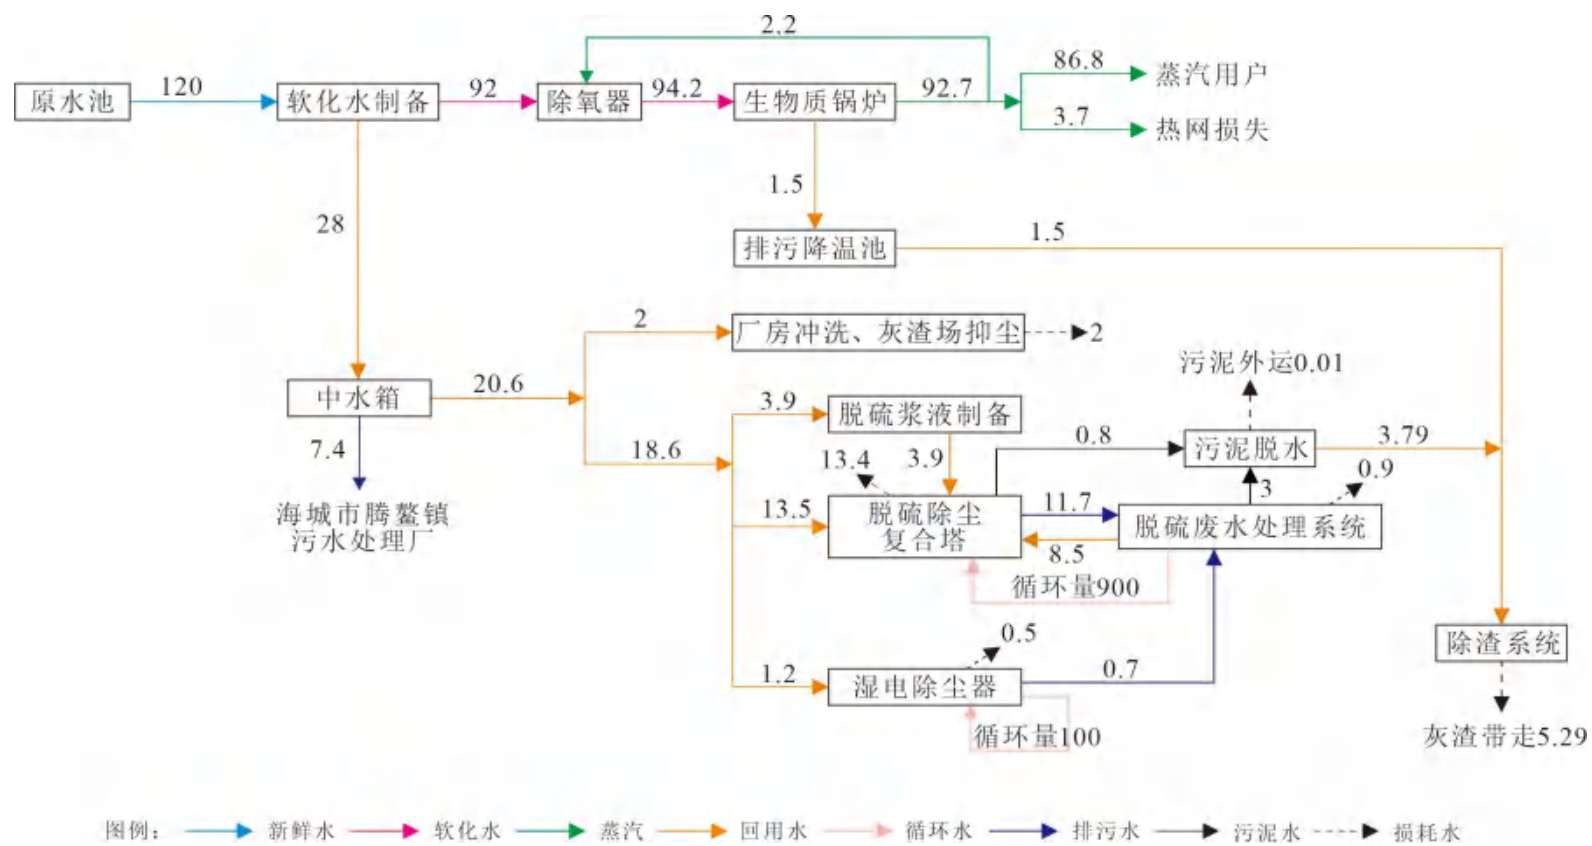 2.2
86.8
蒸汽用户
原水池
120
软化水制备
92
除氧器
94.2
生物质锅炉
92.7
3.7
热网损失
1.5
28
排污降温池
1.5
2
厂房冲洗、灰渣场抑尘
2
污泥外运0.01
中水箱
20.6
3.9
脱硫浆液制备
0.8
污泥脱水
3.79
7.4
18.6
13.4
3.9
0.9
海城市腾鳌镇
污水处理厂
13.5
脱硫除尘
复合塔
11.7
3
脱硫废水处理系统
8.5
循环量900
0.5
除渣系统
1.2
湿电除尘器
0.7
循环量100
灰渣带走5.29
图例：
新鲜水
软化水
蒸汽
回用水
循环水
排污水
污泥水
损耗水